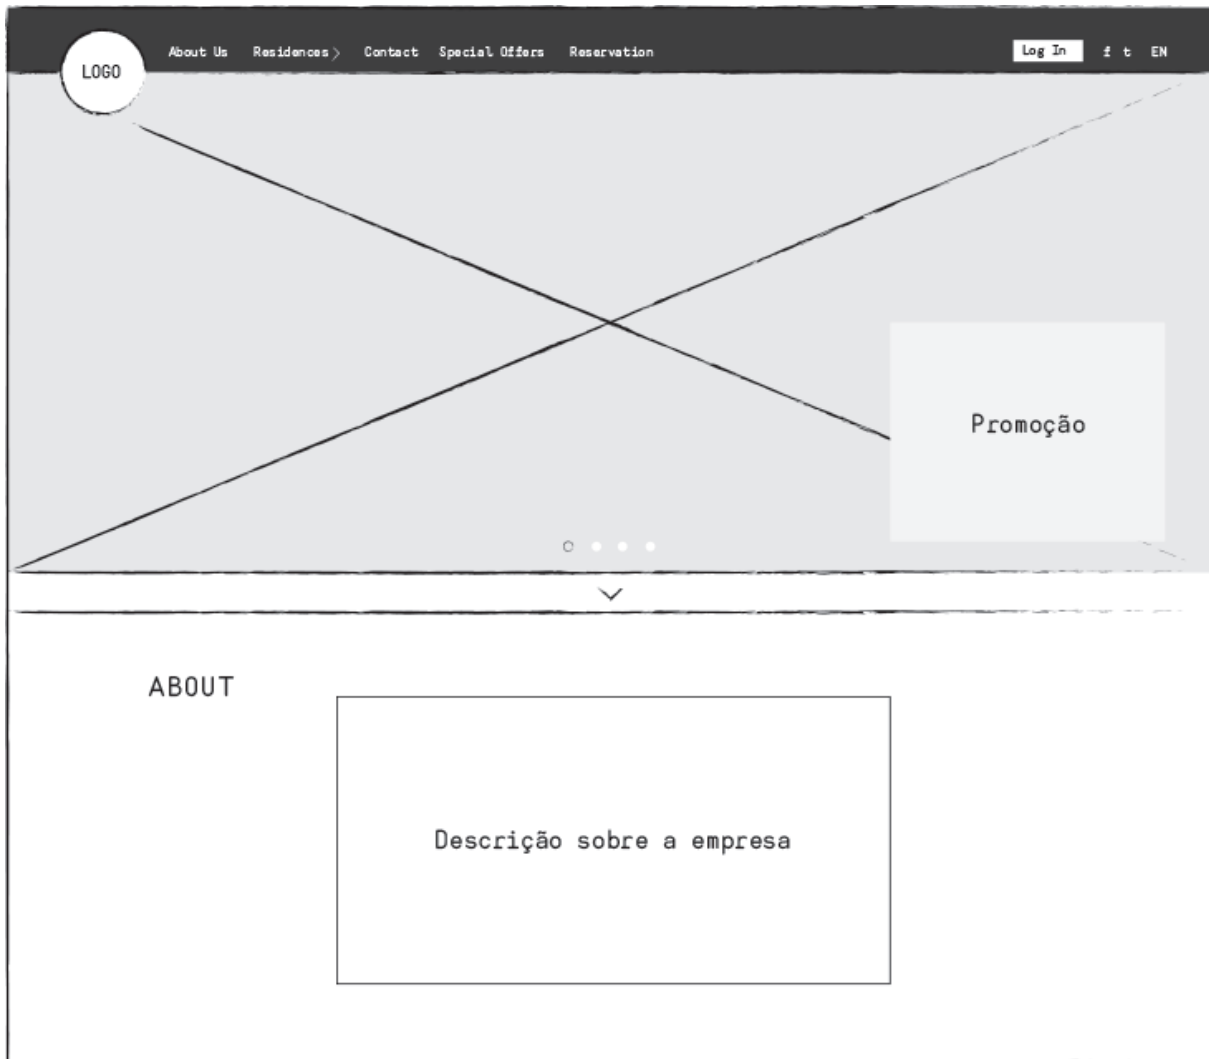 LOGO
About Us Residences Contact Special Offers Reservation Log In f t EN
Promoção
ABOUT
Descrição sobre a empresa